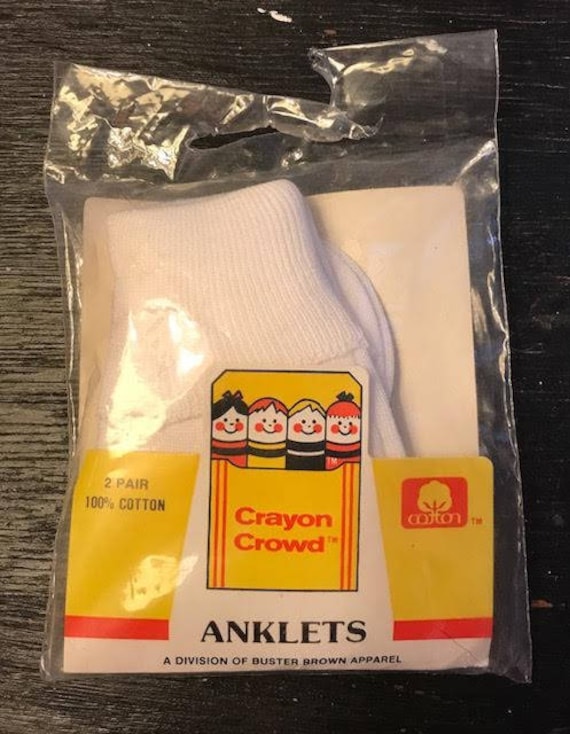 2 PAIR
100% COTTON
Crayon
Crowd™
cotton ™
ANKLETS
A DIVISION OF BUSTER BROWN APPAREL